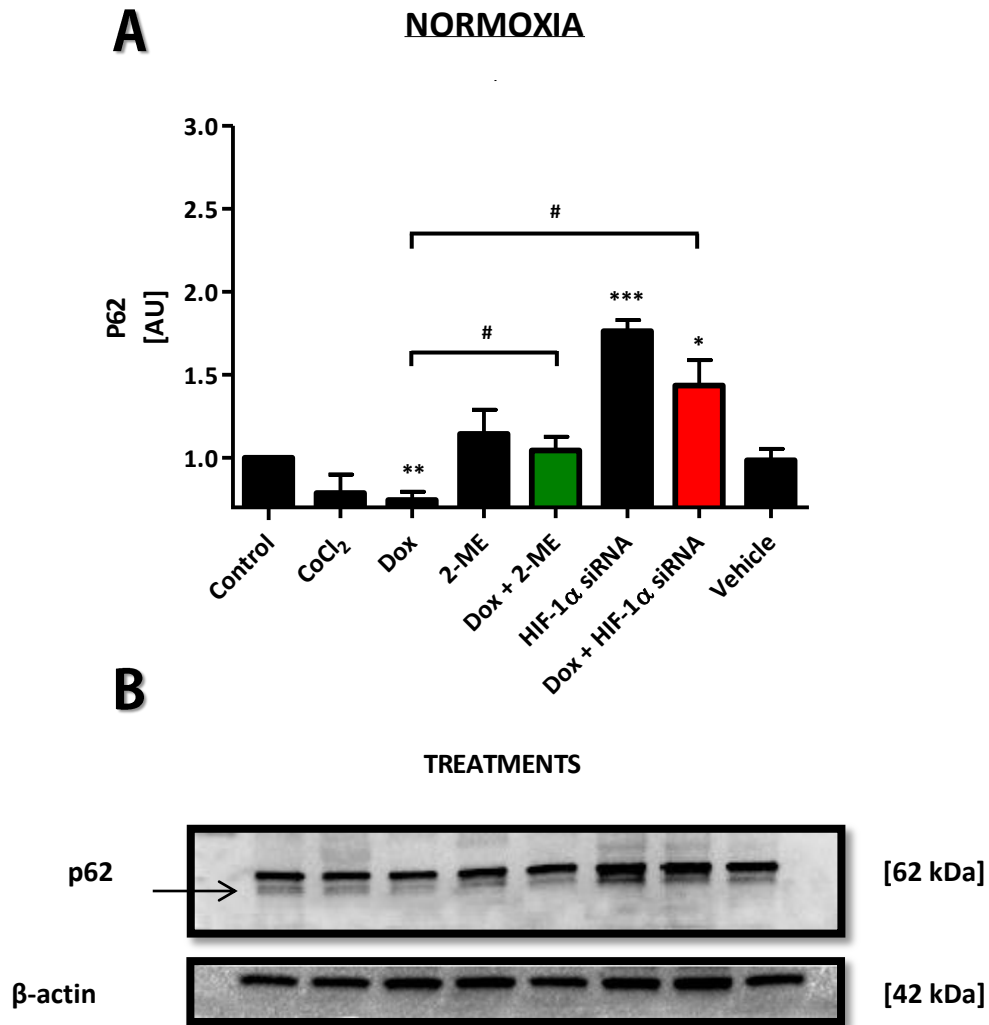 A
NORMOXIA
3.0
2.5
2.0
1.5
1.0
P62
[AU]
#
#
**
***
*
Control
CoCl₂
Dox
2-ME
Dox + 2-ME
HIF-1α siRNA
Dox + HIF-1α siRNA
Vehicle
B
TREATMENTS
p62
[62 kDa]
β-actin
[42 kDa]